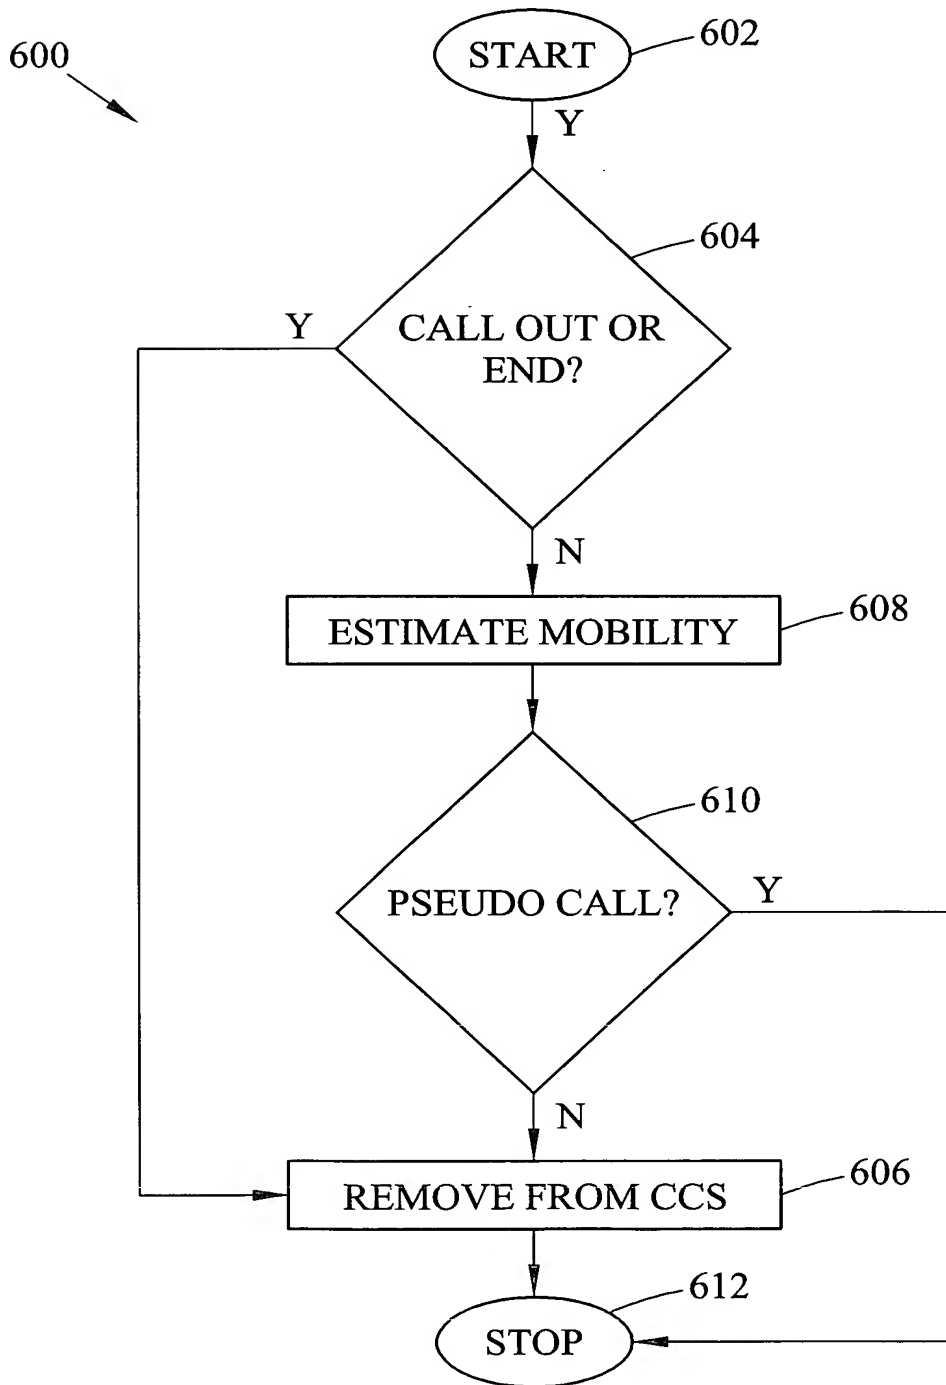 600
START
602
Y
604
Y
CALL OUT OR
END?
N
ESTIMATE MOBILITY
608
610
PSEUDO CALL?
Y
N
REMOVE FROM CCS
606
612
STOP